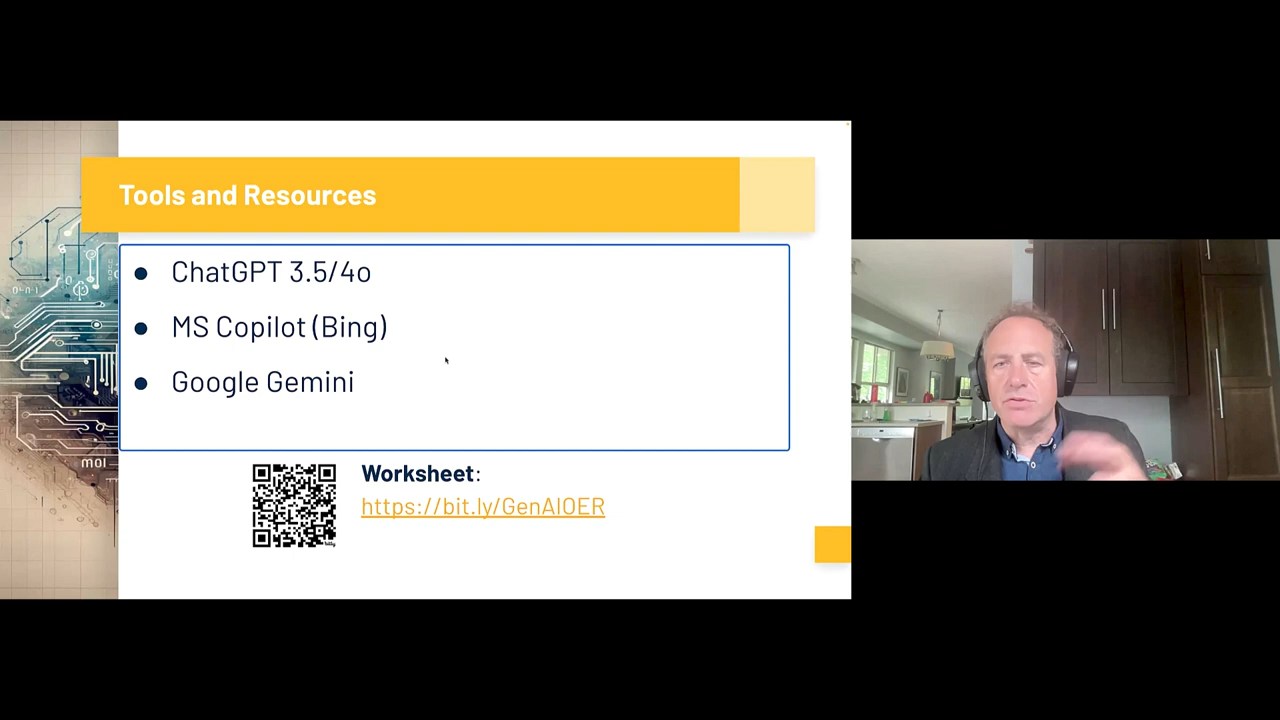 Tools and Resources
● ChatGPT 3.5/4o
● MS Copilot (Bing)
● Google Gemini
Worksheet:
https://bit.ly/GenAIOER